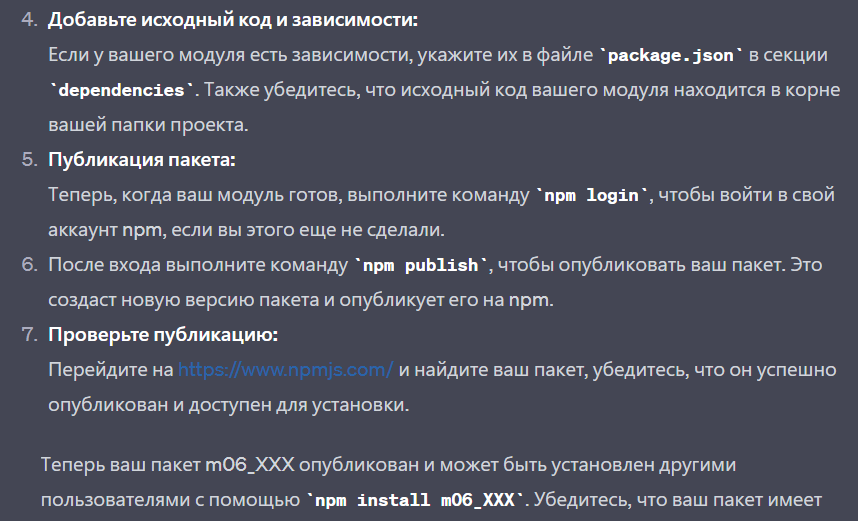 4. Добавьте исходный код и зависимости:
Если у вашего модуля есть зависимости, укажите их в файле `package.json` в секции
`dependencies`. Также убедитесь, что исходный код вашего модуля находится в корне
вашей папки проекта.
5. Публикация пакета:
Теперь, когда ваш модуль готов, выполните команду `npm login`, чтобы войти в свой
аккаунт npm, если вы этого еще не сделали.
6. После входа выполните команду `npm publish`, чтобы опубликовать ваш пакет. Это
создаст новую версию пакета и опубликует его на npm.
7. Проверьте публикацию:
Перейдите на https://www.npmjs.com/ и найдите ваш пакет, убедитесь, что он успешно
опубликован и доступен для установки.
Теперь ваш пакет m06_XXX опубликован и может быть установлен другими
пользователями с помощью `npm install m06_XXX`. Убедитесь, что ваш пакет имеет